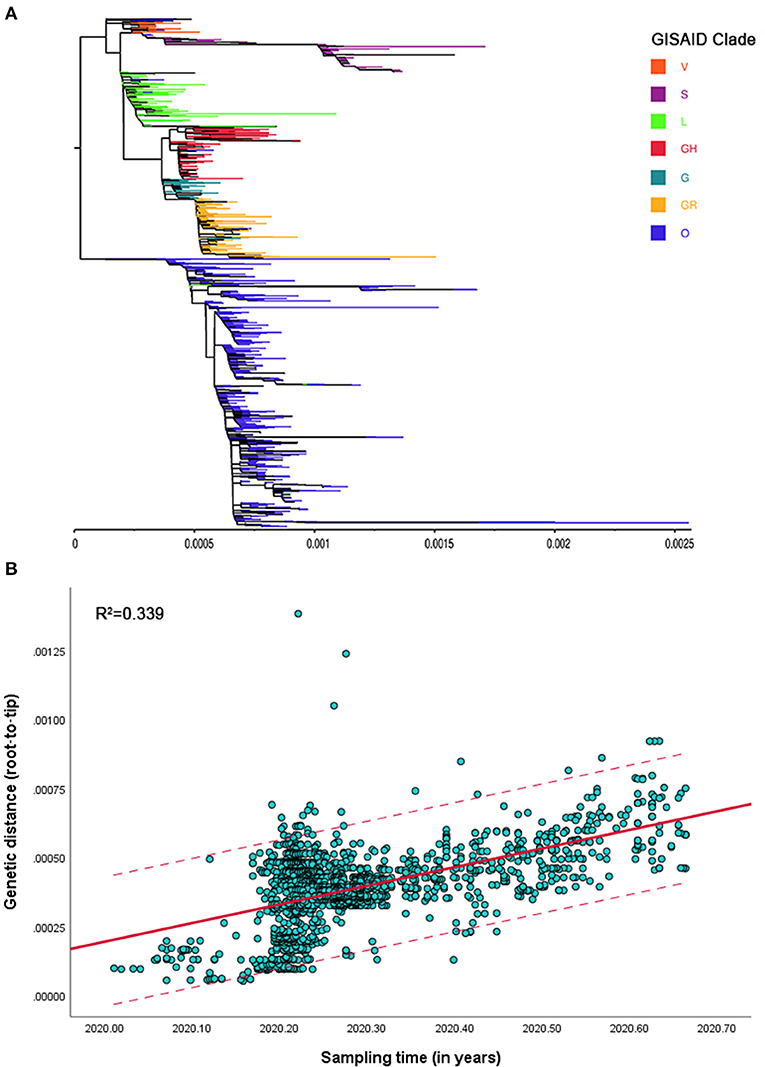 A
GISAID Clade
V
S
L
GH
G
GR
O
0 0.0005 0.001 0.0015 0.002 0.0025
B
R²=0.339
.00125
.00100
.00075
.00050
.00025
.00000
Genetic distance (root-to-tip)
2020.00 2020.10 2020.20 2020.30 2020.40 2020.50 2020.60 2020.70
Sampling time (in years)